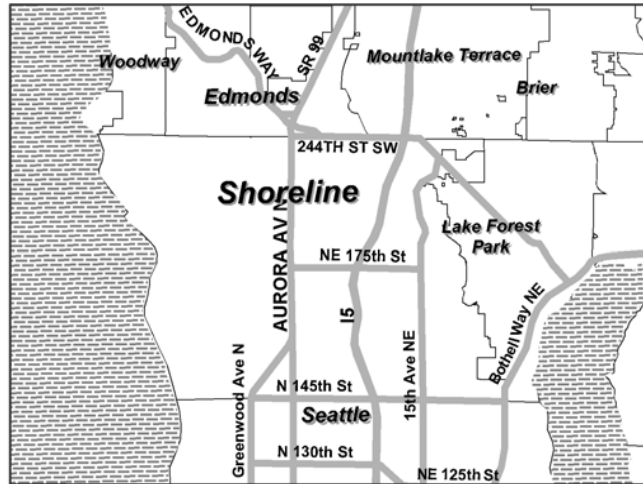 EDMONDS WAY
SR 99
Woodway
Mountlake Terrace
Edmonds
Brier
244TH ST SW
Shoreline
Lake Forest
Park
AURORA AV N
NE 175th St
I5
Bothell Way NE
15th Ave NE
Greenwood Ave N
N 145th St
Seattle
N 130th St
NE 125th St